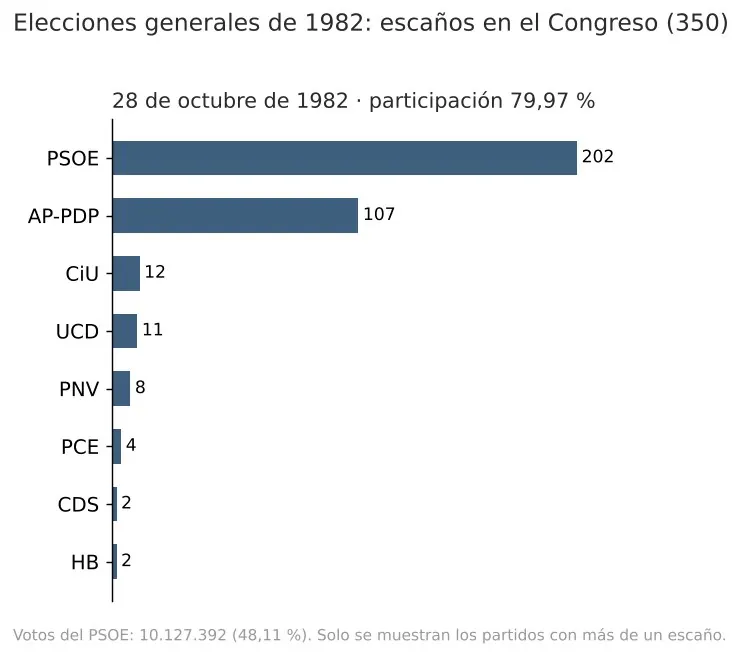 Elecciones generales de 1982: escaños en el Congreso (350)
28 de octubre de 1982 · participación 79,97 %
PSOE 202
AP-PDP 107
CiU 12
UCD 11
PNV 8
PCE 4
CDS 2
HB 2
Votos del PSOE: 10.127.392 (48,11 %). Solo se muestran los partidos con más de un escaño.